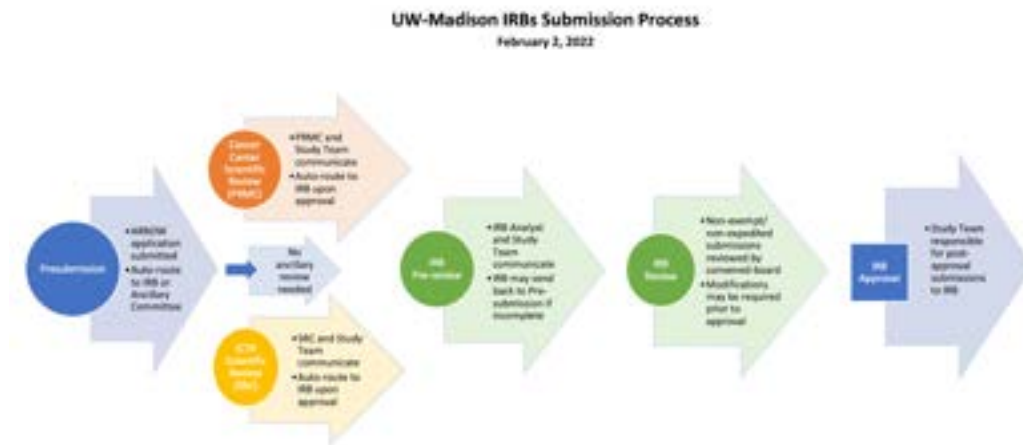 UW-Madison IRBs Submission Process
February 2, 2022
Presubmission
•ARROW
application
submitted
•Auto-route
to IRB or
Ancillary
Committee
Cancer
Center
Scientific
Review
(PRMC)
•PRMC and
Study Team
communicate
•Auto-route to
IRB upon
approval
No
ancillary
review
needed
ICTR
Scientific
Review
(SRC)
•SRC and Study
Team
communicate
•Auto-route to
IRB upon
approval
IRB
Pre-review
•IRB Analyst
and Study
Team
communicate
•IRB may send
back to Pre-
submission if
incomplete
IRB
Review
•Non-exempt/
non-expedited
submissions
reviewed by
convened-board
•Modifications
may be required
prior to
approval
IRB
Approval
•Study Team
responsible
for post-
approval
submissions
to IRB